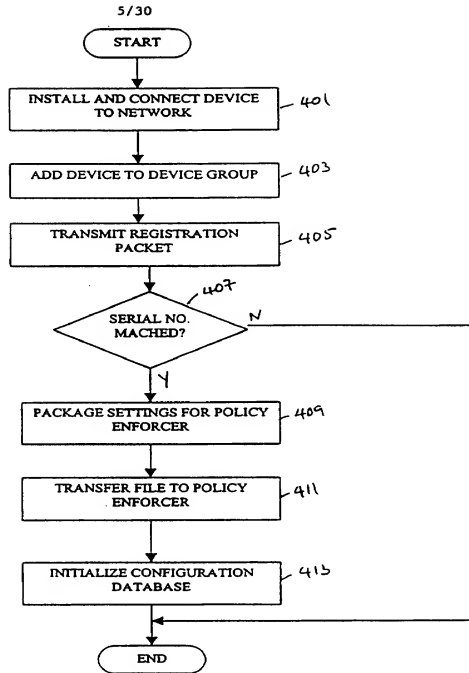 5/30
START
INSTALL AND CONNECT DEVICE
TO NETWORK
401
ADD DEVICE TO DEVICE GROUP
403
TRANSMIT REGISTRATION
PACKET
405
407
SERIAL NO.
MACHED?
N
Y
PACKAGE SETTINGS FOR POLICY
ENFORCER
409
TRANSFER FILE TO POLICY
ENFORCER
411
INITIALIZE CONFIGURATION
DATABASE
413
END